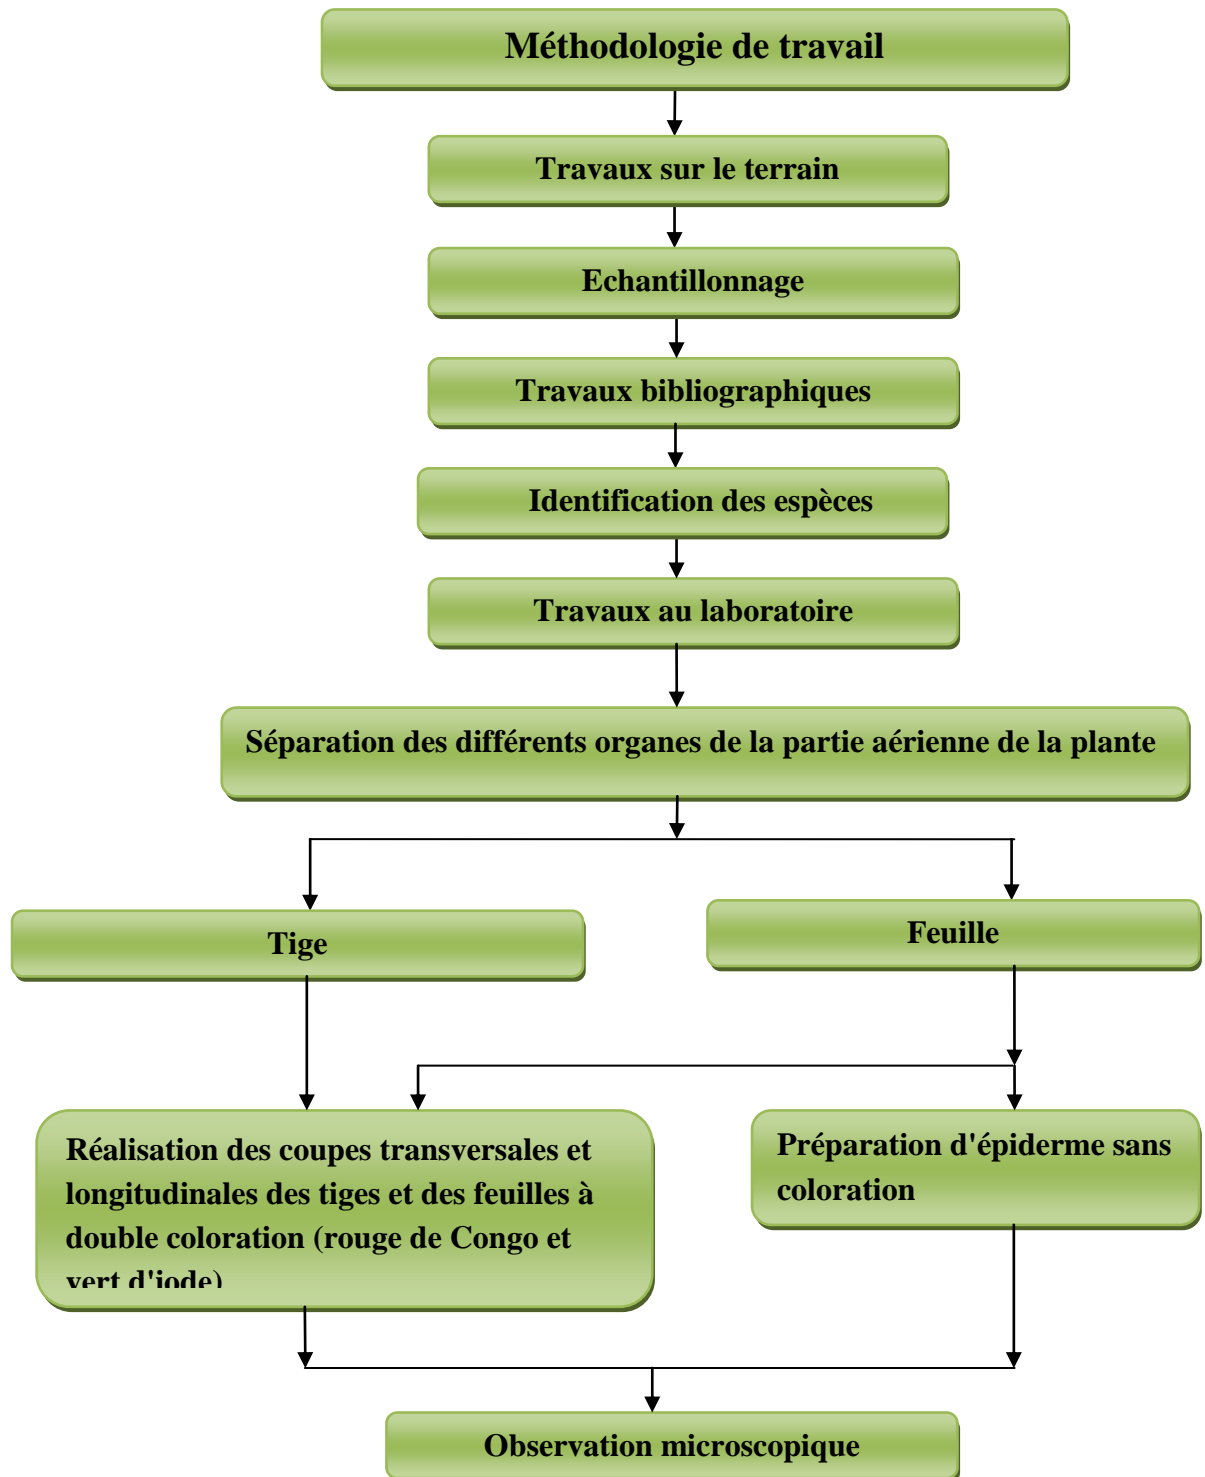 Méthodologie de travail
Travaux sur le terrain
Echantillonnage
Travaux bibliographiques
Identification des espèces
Travaux au laboratoire
Séparation des différents organes de la partie aérienne de la plante
Tige
Feuille
Réalisation des coupes transversales et
longitudinales des tiges et des feuilles à
double coloration (rouge de Congo et
vert d'iode)
Préparation d'épiderme sans
coloration
Observation microscopique